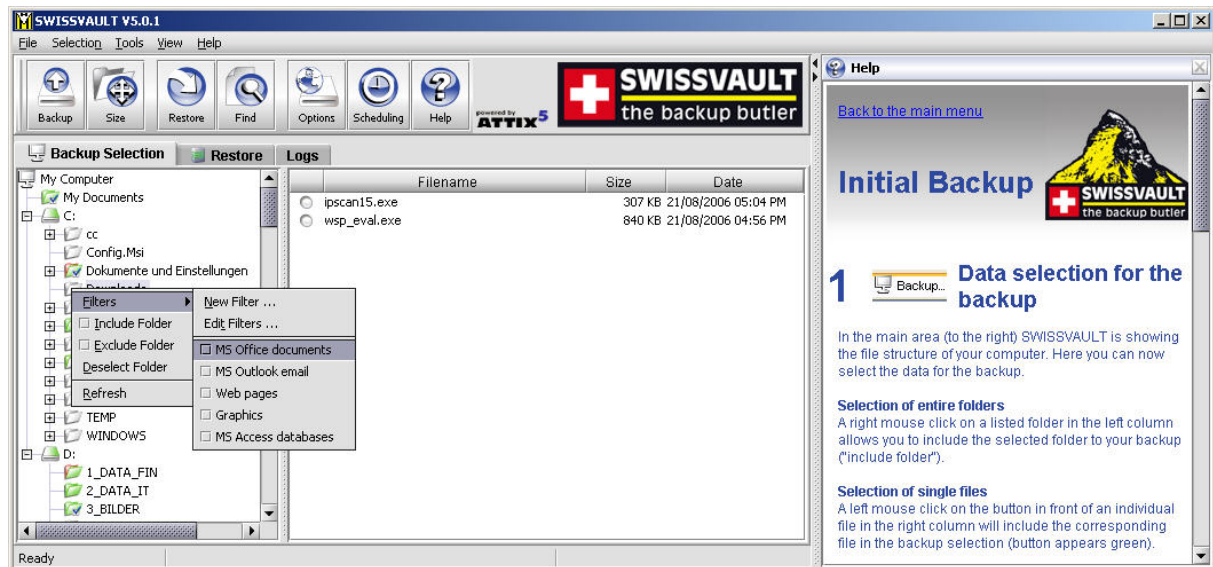 SWISSVAULT V5.0.1
File Selection Tools View Help
Backup Size Restore Find Options Scheduling Help
powered by ATTIX5
SWISSVAULT
the backup butler
Backup Selection Restore Logs
My Computer
My Documents
C:
cc
Config.Msi
Dokumente und Einstellungen
Downloads
TEMP
WINDOWS
D:
1_DATA_FIN
2_DATA_IT
3_BILDER
Filters
Include Folder
Exclude Folder
Deselect Folder
Refresh
New Filter ...
Edit Filters ...
MS Office documents
MS Outlook email
Web pages
Graphics
MS Access databases
Filename Size Date
ipscan15.exe 307 KB 21/08/2006 05:04 PM
wsp_eval.exe 840 KB 21/08/2006 04:56 PM
Ready
Help
Back to the main menu
Initial Backup
SWISSVAULT
the backup butler
1 Backup... Data selection for the
backup
In the main area (to the right) SWISSVAULT is showing
the file structure of your computer. Here you can now
select the data for the backup.
Selection of entire folders
A right mouse click on a listed folder in the left column
allows you to include the selected folder to your backup
("include folder").
Selection of single files
A left mouse click on the button in front of an individual
file in the right column will include the corresponding
file in the backup selection (button appears green).